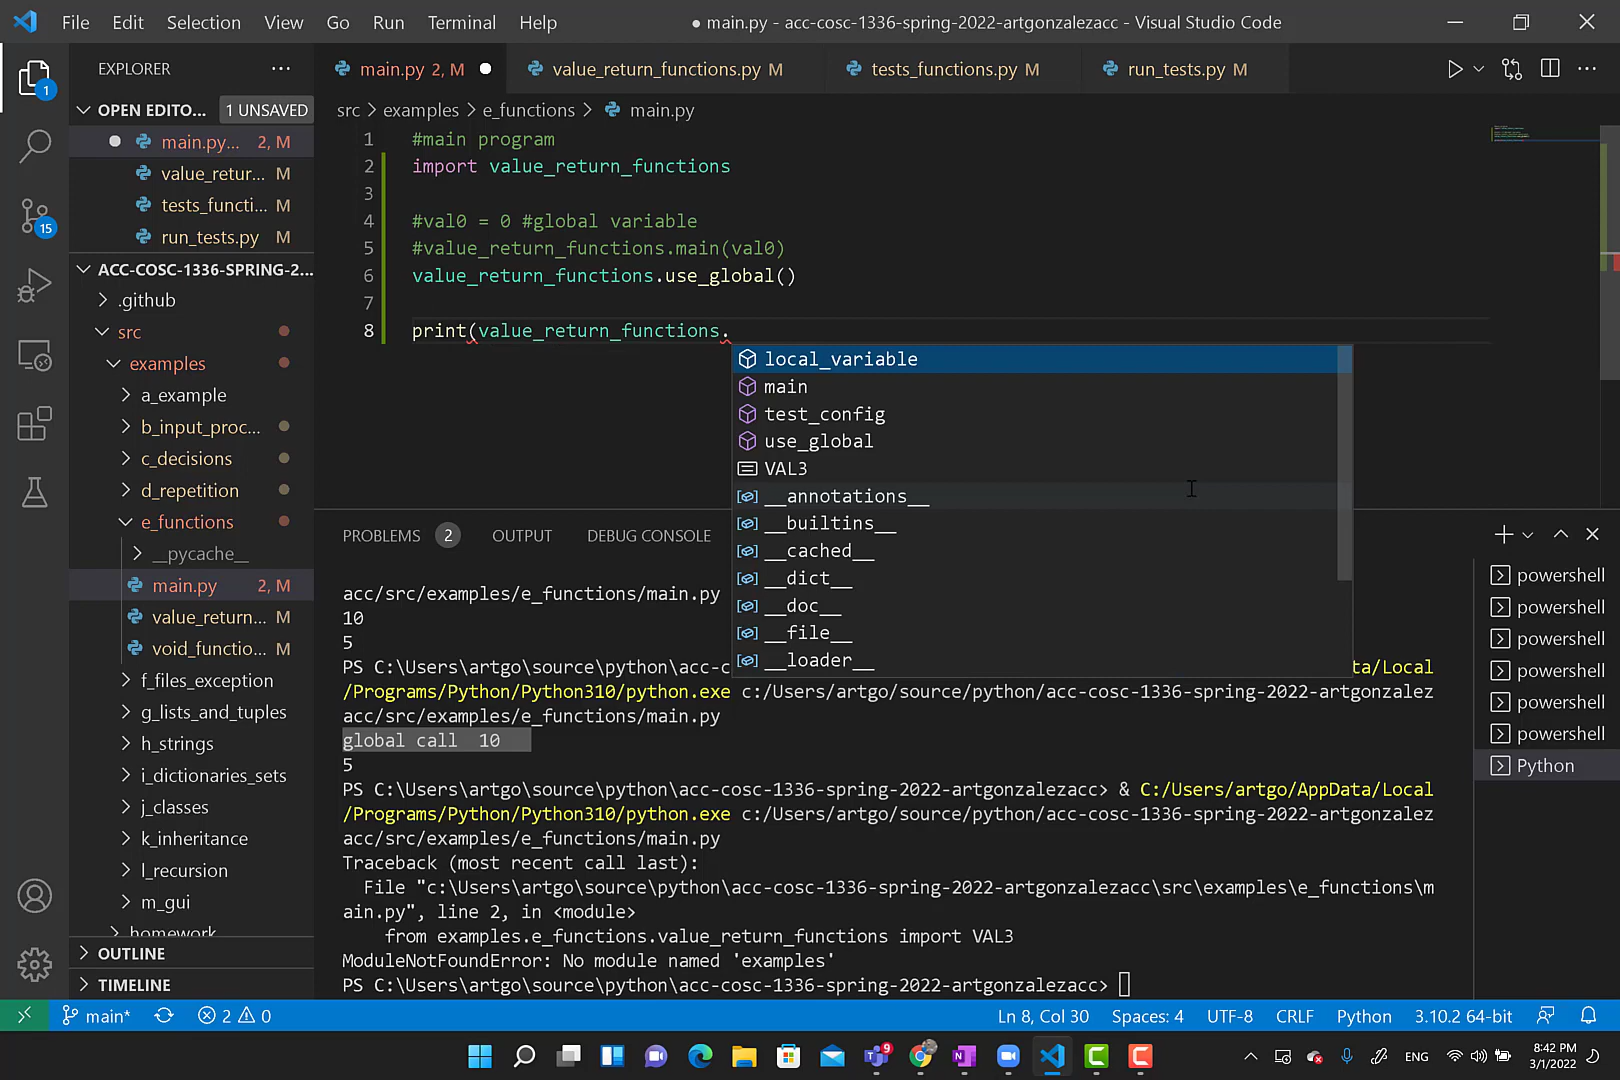 File Edit Selection View Go Run Terminal Help
● main.py - acc-cosc-1336-spring-2022-artgonzalezacc - Visual Studio Code
EXPLORER
main.py 2, M
value_return_functions.py M
tests_functions.py M
run_tests.py M
OPEN EDITO... 1 UNSAVED
main.py... 2, M
value_retur... M
tests_functi... M
run_tests.py M
ACC-COSC-1336-SPRING-2...
.github
src
examples
a_example
b_input_proc...
c_decisions
d_repetition
e_functions
__pycache__
main.py 2, M
value_return... M
void_functio... M
f_files_exception
g_lists_and_tuples
h_strings
i_dictionaries_sets
j_classes
k_inheritance
l_recursion
m_gui
homework
OUTLINE
TIMELINE
1
15
src > examples > e_functions > main.py
1 #main program
2 import value_return_functions
3
4 #val0 = 0 #global variable
5 #value_return_functions.main(val0)
6 value_return_functions.use_global()
7
8 print(value_return_functions.
local_variable
main
test_config
use_global
VAL3
__annotations__
__builtins__
__cached__
__dict__
__doc__
__file__
__loader__
PROBLEMS 2 OUTPUT DEBUG CONSOLE
acc/src/examples/e_functions/main.py
10
5
PS C:\Users\artgo\source\python\acc-c ta/Local
/Programs/Python/Python310/python.exe c:/Users/artgo/source/python/acc-cosc-1336-spring-2022-artgonzalez
acc/src/examples/e_functions/main.py
global call  10
5
PS C:\Users\artgo\source\python\acc-cosc-1336-spring-2022-artgonzalezacc> & C:/Users/artgo/AppData/Local
/Programs/Python/Python310/python.exe c:/Users/artgo/source/python/acc-cosc-1336-spring-2022-artgonzalez
acc/src/examples/e_functions/main.py
Traceback (most recent call last):
File "c:\Users\artgo\source\python\acc-cosc-1336-spring-2022-artgonzalezacc\src\examples\e_functions\m
ain.py", line 2, in <module>
from examples.e_functions.value_return_functions import VAL3
ModuleNotFoundError: No module named 'examples'
PS C:\Users\artgo\source\python\acc-cosc-1336-spring-2022-artgonzalezacc>
powershell
powershell
powershell
powershell
powershell
powershell
Python
main* 2 0
Ln 8, Col 30 Spaces: 4 UTF-8 CRLF Python 3.10.2 64-bit
9
ENG
8:42 PM
3/1/2022